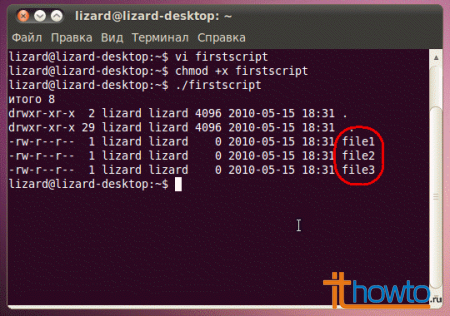 lizard@lizard-desktop: ~
Файл Правка Вид Терминал Справка
lizard@lizard-desktop:~$ vi firstscript
lizard@lizard-desktop:~$ chmod +x firstscript
lizard@lizard-desktop:~$ ./firstscript
итого 8
drwxr-xr-x 2 lizard lizard 4096 2010-05-15 18:31 .
drwxr-xr-x 29 lizard lizard 4096 2010-05-15 18:31 ..
-rw-r--r-- 1 lizard lizard 0 2010-05-15 18:31 file1
-rw-r--r-- 1 lizard lizard 0 2010-05-15 18:31 file2
-rw-r--r-- 1 lizard lizard 0 2010-05-15 18:31 file3
lizard@lizard-desktop:~$
ithowto
.ru